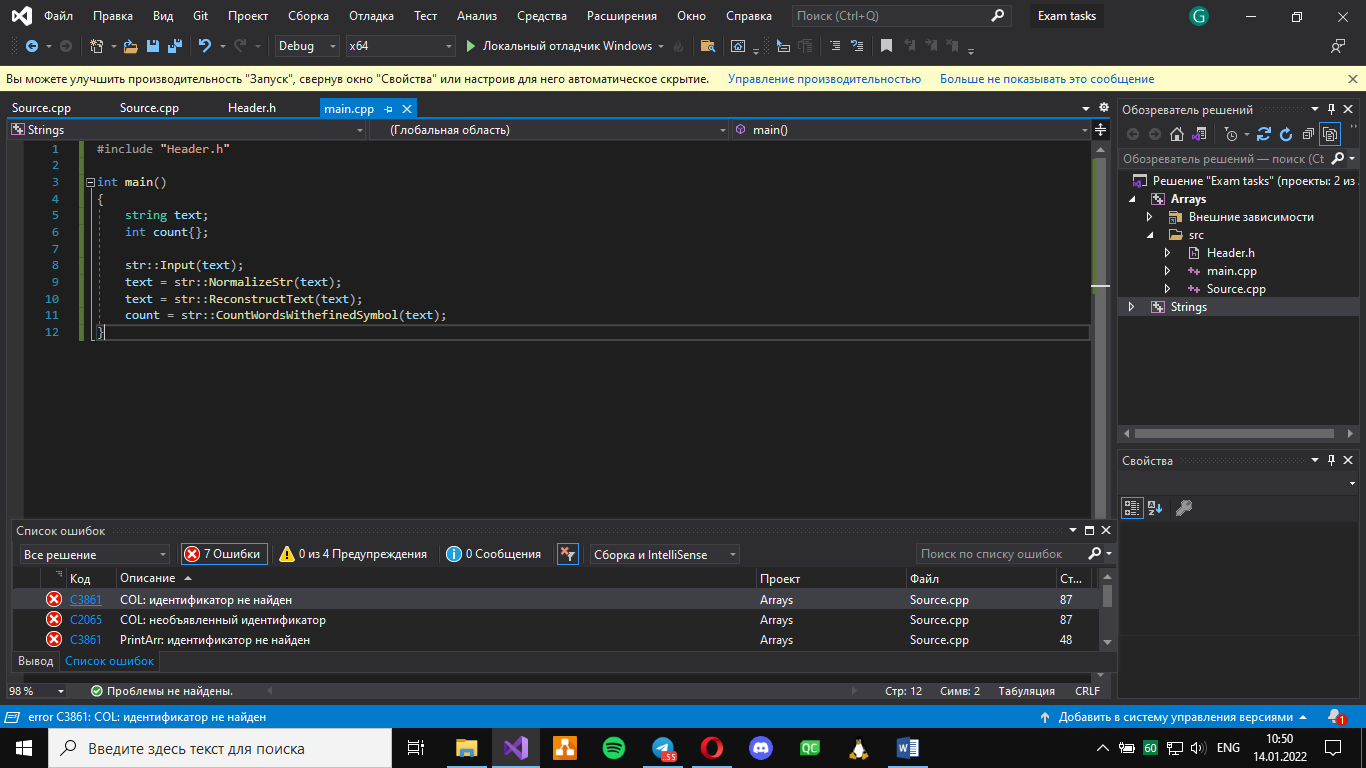 Файл Правка Вид Git Проект Сборка Отладка Тест Анализ Средства Расширения Окно Справка Поиск (Ctrl+Q) Exam tasks G
Debug x64 Локальный отладчик Windows
Вы можете улучшить производительность "Запуск", свернув окно "Свойства" или настроив для него автоматическое скрытие. Управление производительностью Больше не показывать это сообщение
Source.cpp Source.cpp Header.h main.cpp
Strings (Глобальная область) main()
1 #include "Header.h"
2
3 int main()
4 {
5 string text;
6 int count{};
7
8 str::Input(text);
9 text = str::NormalizeStr(text);
10 text = str::ReconstructText(text);
11 count = str::CountWordsWithefinedSymbol(text);
12 }
Обозреватель решений
Обозреватель решений — поиск (Ct
Решение "Exam tasks" (проекты: 2 из
Arrays
Внешние зависимости
src
Header.h
main.cpp
Source.cpp
Strings
Свойства
Список ошибок
Все решение 7 Ошибки 0 из 4 Предупреждения 0 Сообщения Сборка и IntelliSense Поиск по списку ошибок
Код Описание Проект Файл Ст...
C3861 COL: идентификатор не найден Arrays Source.cpp 87
C2065 COL: необъявленный идентификатор Arrays Source.cpp 87
C3861 PrintArr: идентификатор не найден Arrays Source.cpp 48
Вывод Список ошибок
98 % Проблемы не найдены. Стр: 12 Симв: 2 Табуляция CRLF
error C3861: COL: идентификатор не найден Добавить в систему управления версиями 1
Введите здесь текст для поиска 55 QC W 60 ENG 10:50
14.01.2022